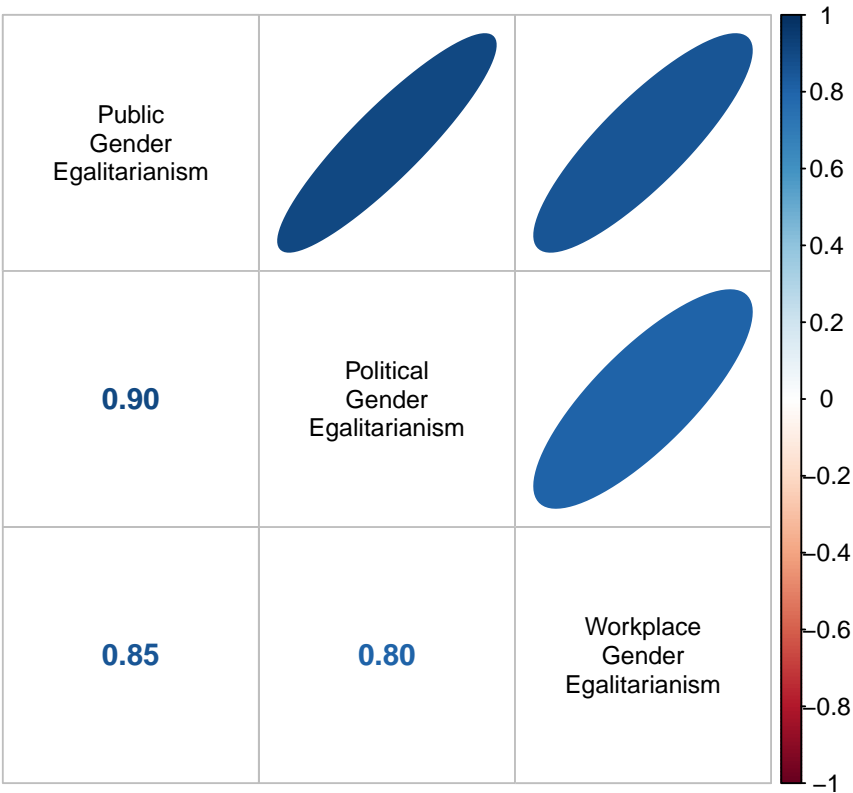 Public
Gender
Egalitarianism
0.90
Political
Gender
Egalitarianism
0.85
0.80
Workplace
Gender
Egalitarianism
1
0.8
0.6
0.4
0.2
0
−0.2
−0.4
−0.6
−0.8
−1